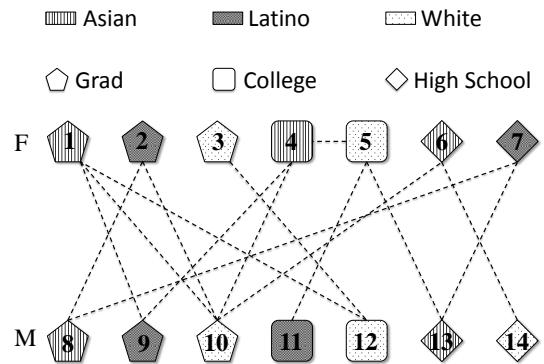 Asian Latino White
Grad College High School
F 1 2 3 4 5 6 7
M 8 9 10 11 12 13 14